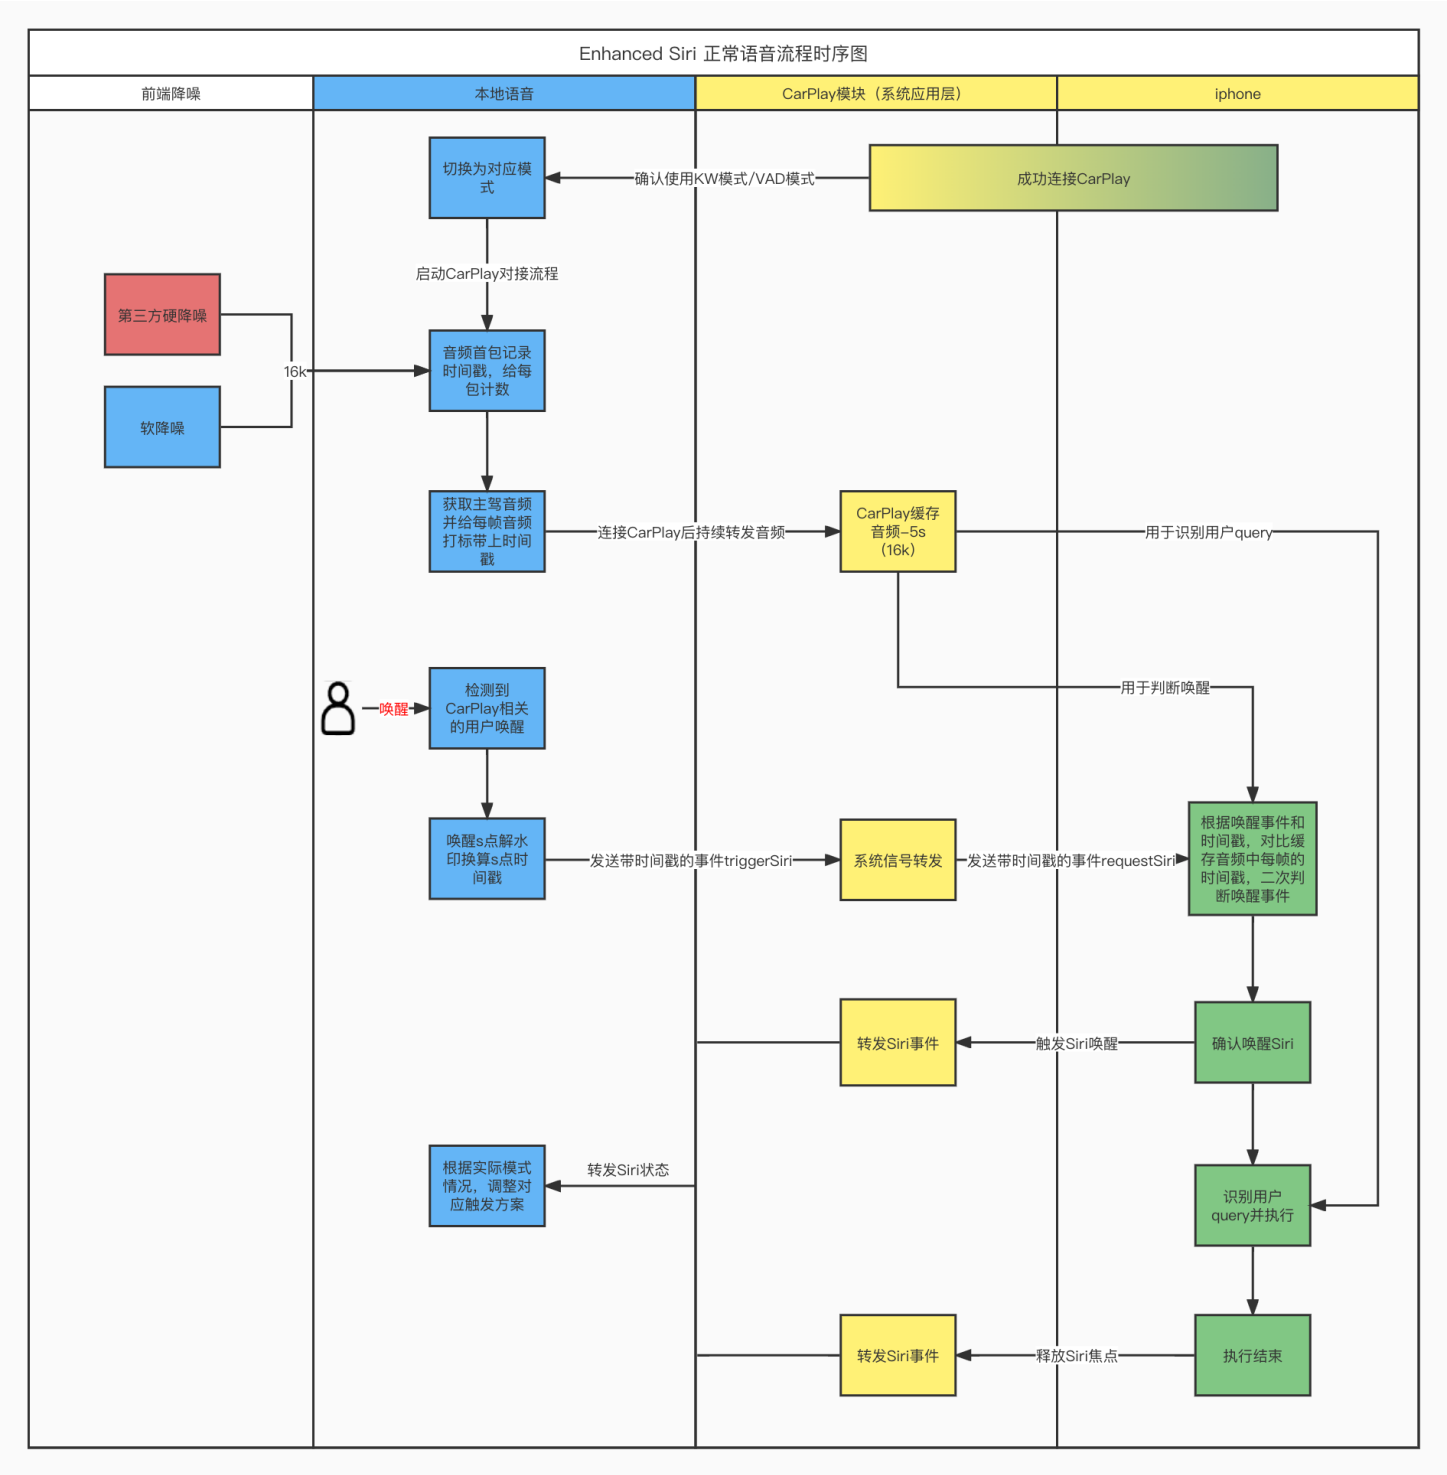 Enhanced Siri 正常语音流程时序图
前端降噪
本地语音
CarPlay模块（系统应用层）
iphone
切换为对应模
式
确认使用KW模式/VAD模式
成功连接CarPlay
启动CarPlay对接流程
第三方硬降噪
16k
软降噪
音频首包记录
时间戳，给每
包计数
获取主驾音频
并给每帧音频
打标带上时间
戳
连接CarPlay后持续转发音频
CarPlay缓存
音频–5s
（16k）
用于识别用户query
用于判断唤醒
唤醒
检测到
CarPlay相关
的用户唤醒
唤醒s点解水
印换算s点时
间戳
发送带时间戳的事件triggerSiri
系统信号转发
发送带时间戳的事件requestSiri
根据唤醒事件和
时间戳，对比缓
存音频中每帧的
时间戳，二次判
断唤醒事件
转发Siri事件
触发Siri唤醒
确认唤醒Siri
根据实际模式
情况，调整对
应触发方案
转发Siri状态
识别用户
query并执行
转发Siri事件
释放Siri焦点
执行结束